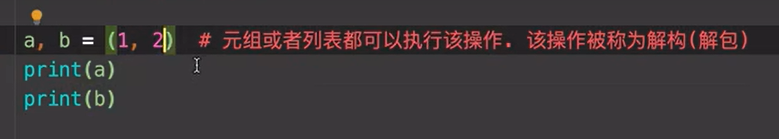 a, b = (1, 2)  # 元组或者列表都可以执行该操作. 该操作被称为解构(解包)
print(a)
print(b)